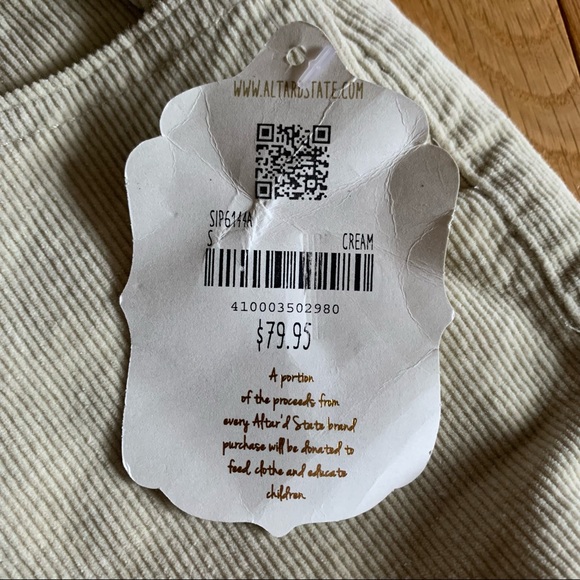 WWW.ALTARDSTATE.COM
SIP6144A
S CREAM
410003502980
$79.95
A portion
of the proceeds from
every Altar'd State brand
purchase will be donated to
feed, clothe and educate
children